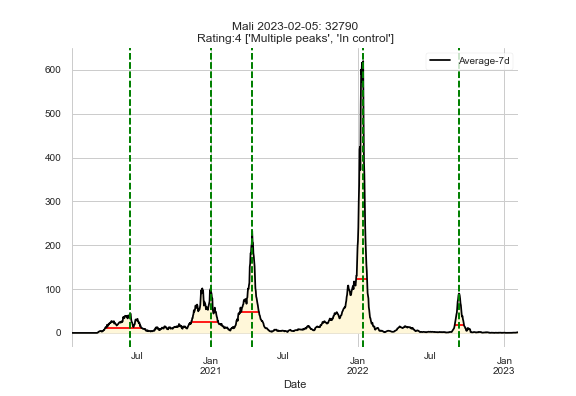 Mali 2023-02-05: 32790
Rating:4 ['Multiple peaks', 'In control']
Average-7d
600
500
400
300
200
100
0
Jul
Jan
2021
Jul
Jan
2022
Jul
Jan
2023
Date